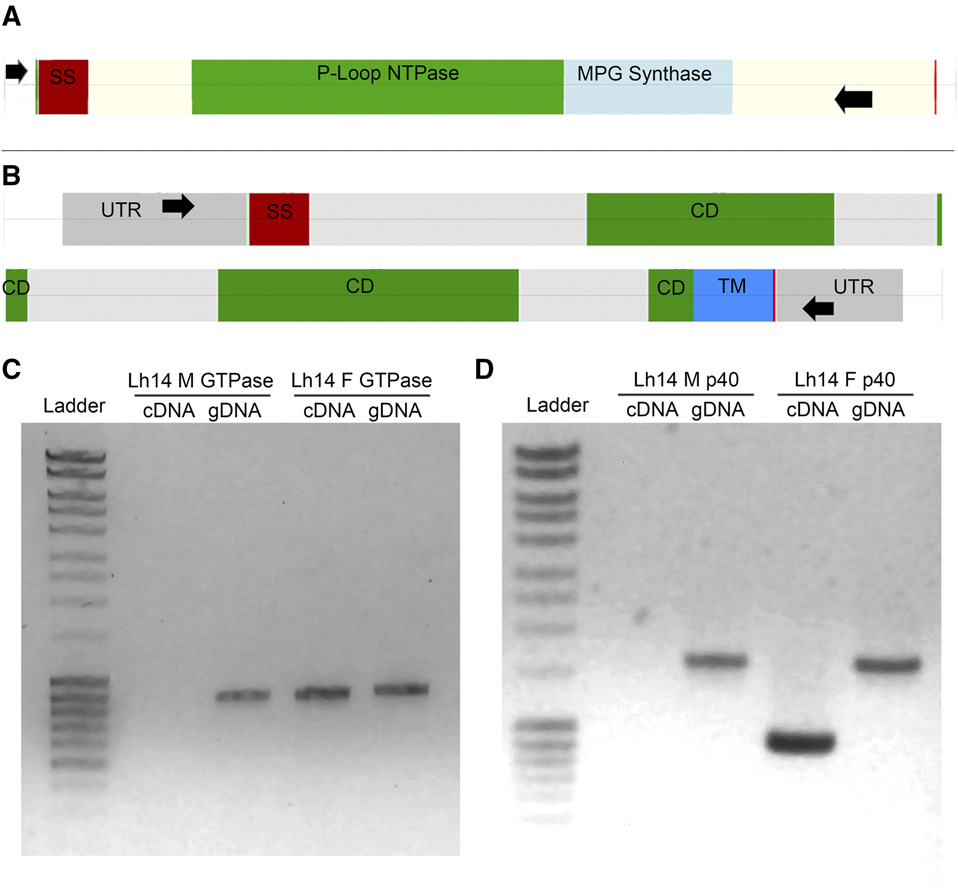 A
SS
P-Loop NTPase
MPG Synthase
B
UTR
SS
CD
CD
CD
CD
TM
UTR
C
Lh14 M GTPase
Lh14 F GTPase
Ladder
cDNA
gDNA
cDNA
gDNA
D
Lh14 M p40
Lh14 F p40
Ladder
cDNA
gDNA
cDNA
gDNA